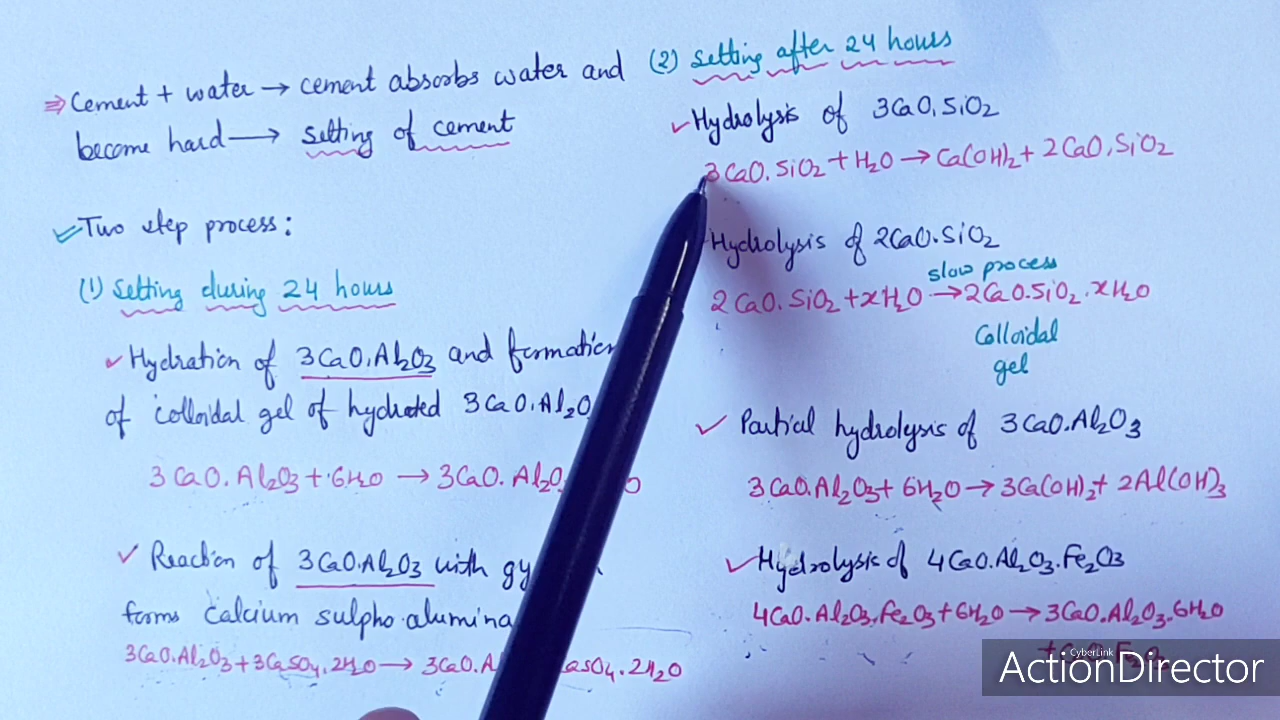 ⇒ Cement + water → cement absorbs water and
become hard → setting of cement
✓ Two step process:
(1) Setting during 24 hours
✓ Hydration of 3CaO.Al₂O₃ and formation
of colloidal gel of hydrated 3CaO.Al₂O
3CaO.Al₂O₃ + 6H₂O → 3CaO.Al₂O
✓ Reaction of 3CaO.Al₂O₃ with
forms calcium sulpho-alumina
3CaO.Al₂O₃ + 3CaSO₄.2H₂O → 3CaO.A aSO₄.2H₂O
(2) Setting after 24 hours
✓ Hydrolysis of 3CaO.SiO₂
3CaO.SiO₂ + H₂O → Ca(OH)₂ + 2CaO.SiO₂
Hydrolysis of 2CaO.SiO₂
slow process
2CaO.SiO₂ + xH₂O → 2CaO.SiO₂.xH₂O
Colloidal
gel
✓ Partial hydrolysis of 3CaO.Al₂O₃
3CaO.Al₂O₃ + 6H₂O → 3Ca(OH)₂ + 2Al(OH)₃
✓ Hydrolysis of 4CaO.Al₂O₃.Fe₂O₃
4CaO.Al₂O₃.Fe₂O₃ + 6H₂O → 3CaO.Al₂O₃.6H₂O
CyberLink
ActionDirector